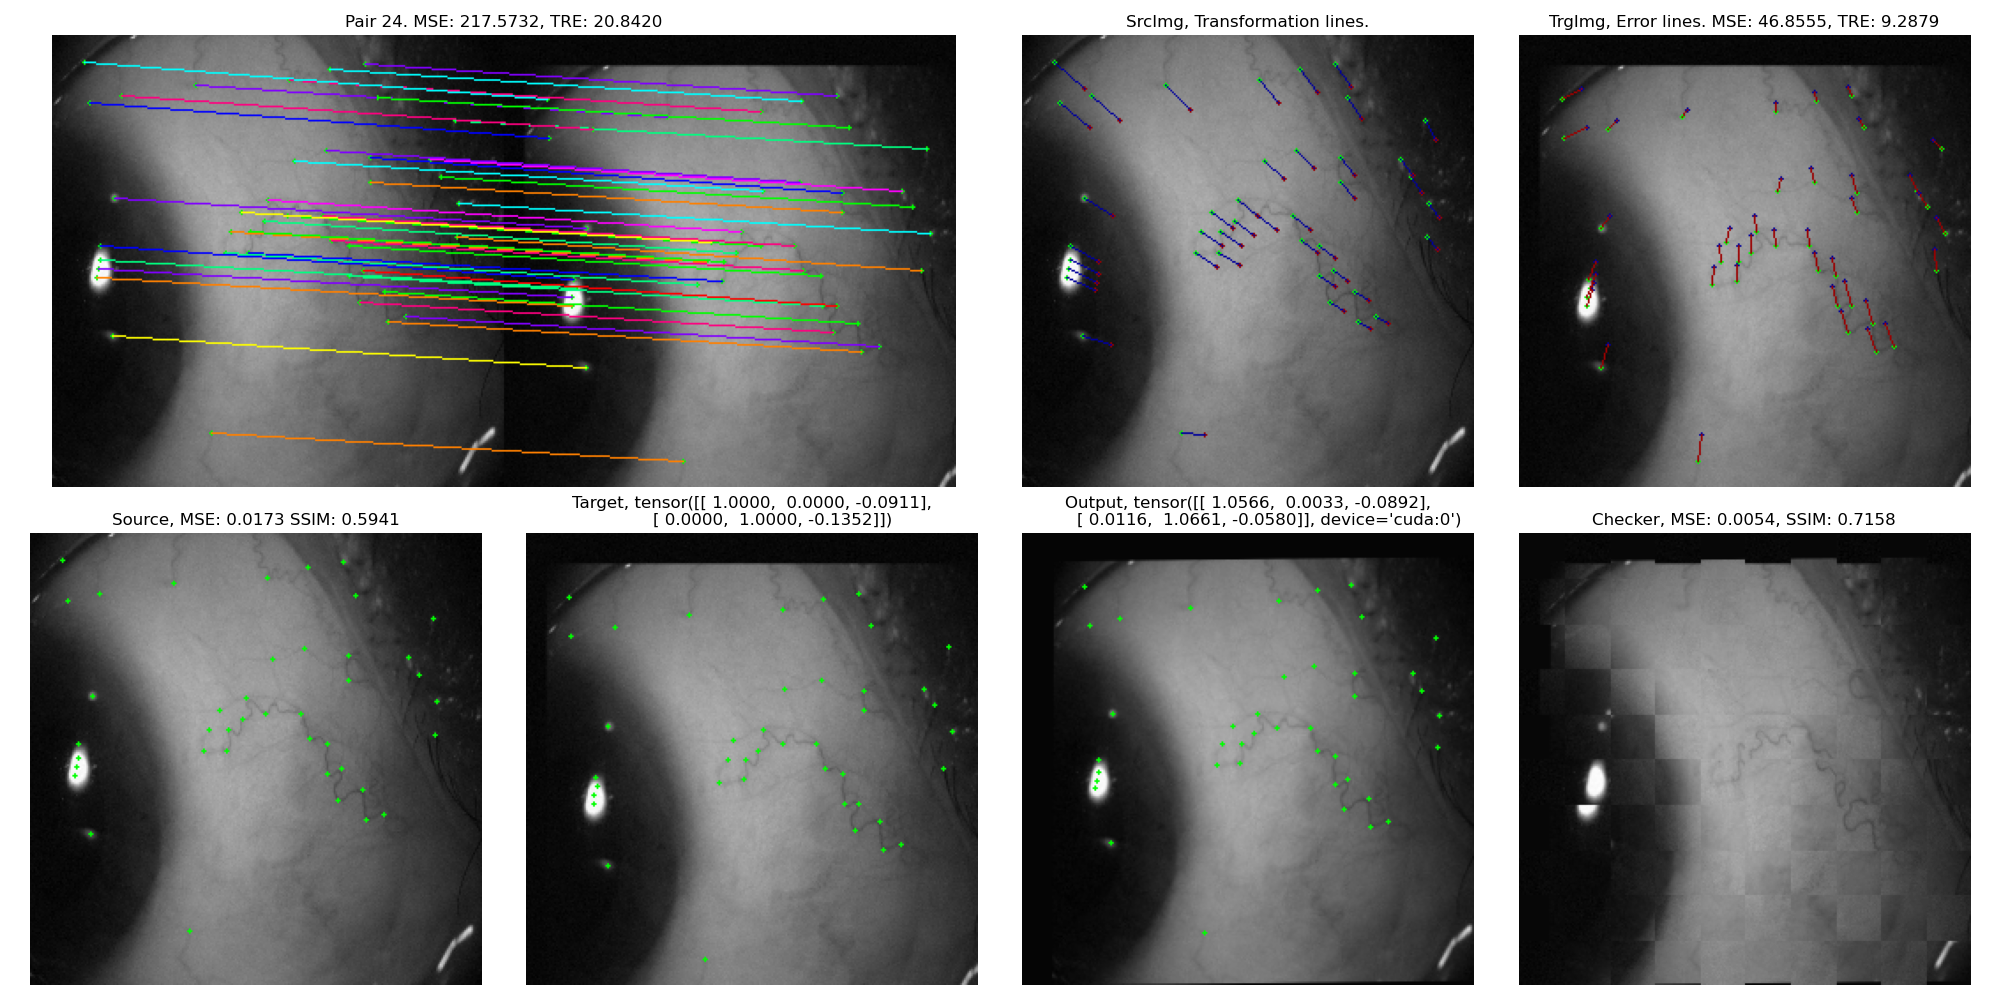 Pair 24. MSE: 217.5732, TRE: 20.8420
SrcImg, Transformation lines.
TrgImg, Error lines. MSE: 46.8555, TRE: 9.2879
Source, MSE: 0.0173 SSIM: 0.5941
Target, tensor([[ 1.0000,  0.0000, -0.0911],
[ 0.0000,  1.0000, -0.1352]])
Output, tensor([[ 1.0566,  0.0033, -0.0892],
[ 0.0116,  1.0661, -0.0580]], device='cuda:0')
Checker, MSE: 0.0054, SSIM: 0.7158